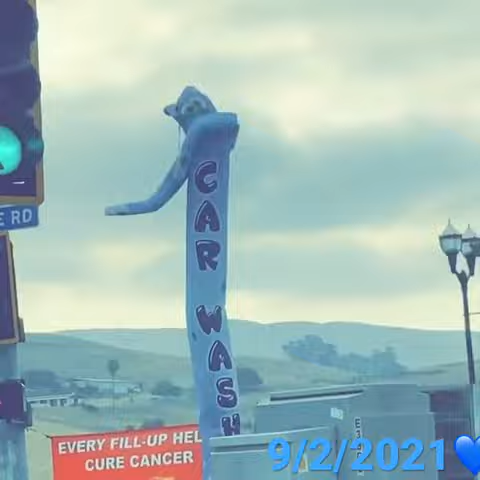 E RD
CAR WASH
EVERY FILL-UP HEL
CURE CANCER
9/2/2021💙